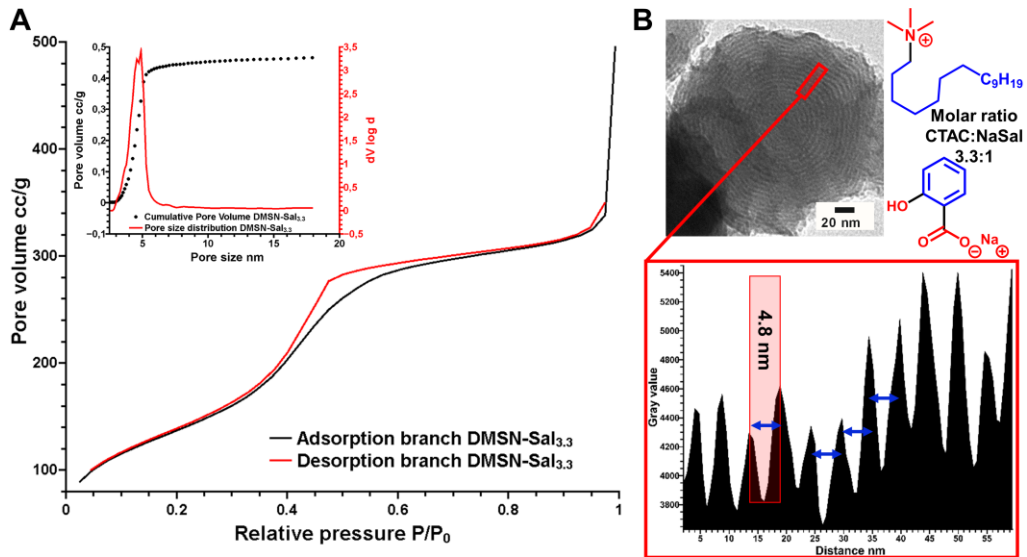 A
Pore volume cc/g
500
400
300
200
100
0.2
0.4
0.6
0.8
1
Relative pressure P/P₀
Adsorption branch DMSN-Sal₃.₃
Desorption branch DMSN-Sal₃.₃
Pore volume cc/g
0,5
0,4
0,3
0,2
0,1
0
−0,1
5
10
15
20
Pore size nm
3,5
3
2,5
2
1,5
1
0,5
0
-0,5
dV log d
Cumulative Pore Volume DMSN-Sal₃.₃
Pore size distribution DMSN-Sal₃.₃
B
20 nm
N
⊕
C₉H₁₉
Molar ratio
CTAC:NaSal
3.3:1
HO
O
O
⊖
Na
⊕
Gray value
5400
5200
5000
4800
4600
4400
4200
4000
3800
4.8 nm
5
10
15
20
25
30
35
40
45
50
55
Distance nm